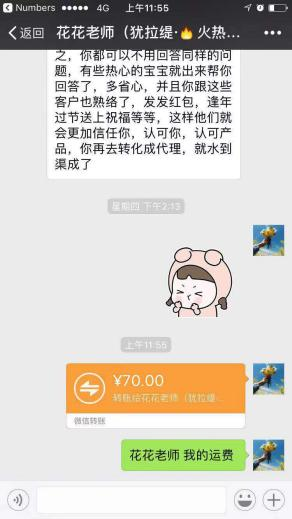 Numbers 4G 上午11:55
返回 花花老师（犹拉缇·🔥 火热…
之，你都可以不用回答同样的问
题，有些热心的宝宝就出来帮你
回答了，多省心，并且你跟这些
客户也熟络了，发发红包，逢年
过节送上祝福等等，这样他们就
会更加信任你，认可你，认可产
品，你再去转化成代理，就水到
渠成了
星期四 下午2:13
上午11:55
¥70.00
转账给花花老师（犹拉缇·...
微信转账
花花老师 我的运费